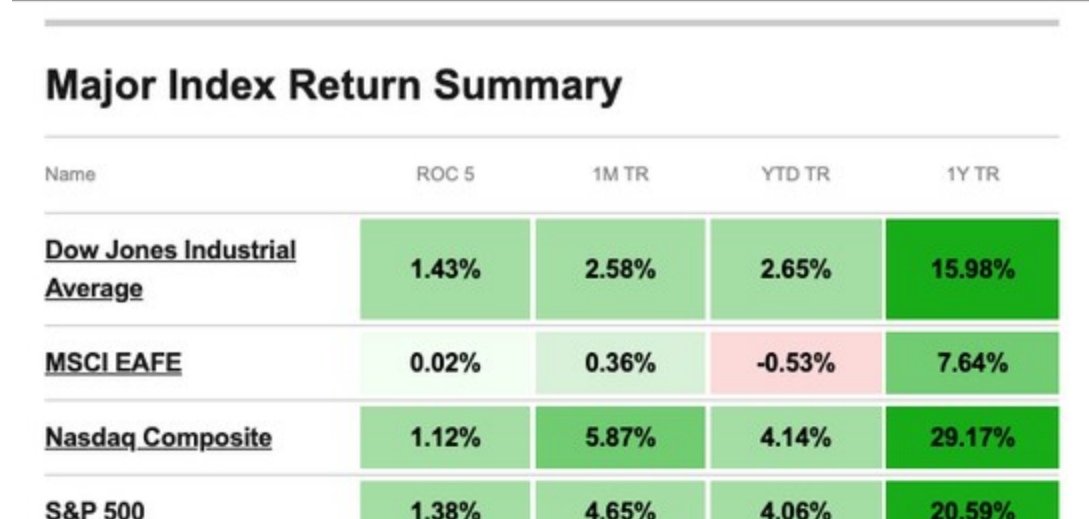 Major Index Return Summary
Name ROC 5 1M TR YTD TR 1Y TR
Dow Jones Industrial
Average 1.43% 2.58% 2.65% 15.98%
MSCI EAFE 0.02% 0.36% -0.53% 7.64%
Nasdaq Composite 1.12% 5.87% 4.14% 29.17%
S&P 500 1.38% 4.65% 4.06% 20.59%